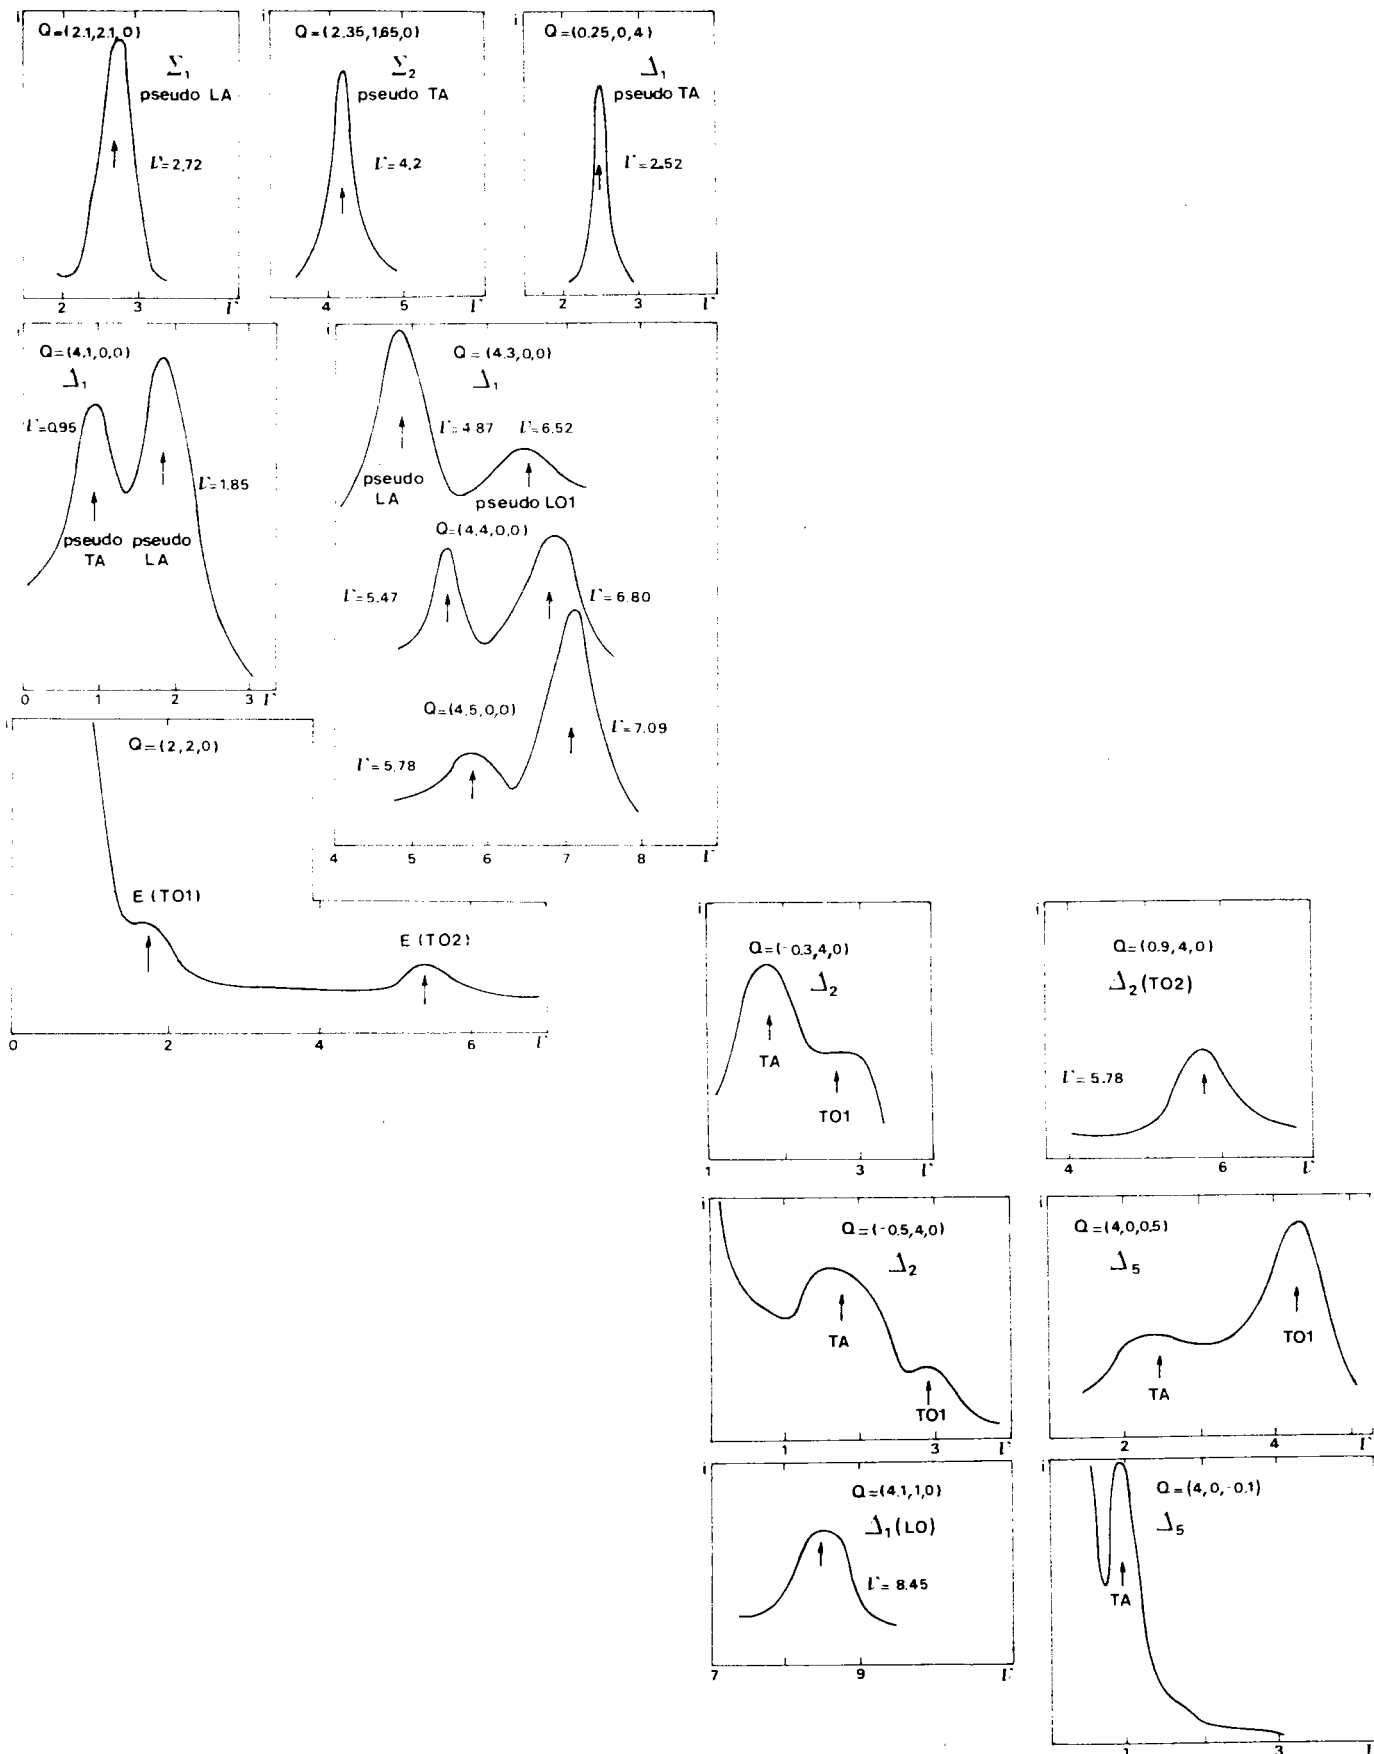 i
Q=(2.1,2.1,0)
Σ₁
pseudo LA
ν=2.72
2 3 ν
i
Q=(2.35,1.65,0)
Σ₂
pseudo TA
ν=4.2
4 5 ν
i
Q=(0.25,0,4)
Δ₁
pseudo TA
ν=2.52
2 3 ν
Q=(4.1,0,0)
Δ₁
ν=0.95
ν=1.85
pseudo pseudo
TA LA
0 1 2 3 ν
i
Q=(4.3,0,0)
Δ₁
ν=4.87 ν=6.52
pseudo
LA
pseudo LO1
Q=(4.4,0,0)
ν=5.47
ν=6.80
Q=(4.5,0,0)
ν=7.09
ν=5.78
4 5 6 7 8 ν
i
Q=(2,2,0)
E (TO1)
E (TO2)
0 2 4 6 ν
i
Q=(-0.3,4,0)
Δ₂
TA
TO1
1 3 ν
i
Q=(0.9,4,0)
Δ₂(TO2)
ν=5.78
4 6 ν
i
Q=(-0.5,4,0)
Δ₂
TA
TO1
1 3 ν
i
Q=(4,0,0.5)
Δ₅
TO1
TA
2 4 ν
i
Q=(4.1,1,0)
Δ₁(LO)
ν=8.45
7 9 ν
i
Q=(4,0,-0.1)
Δ₅
TA
1 3